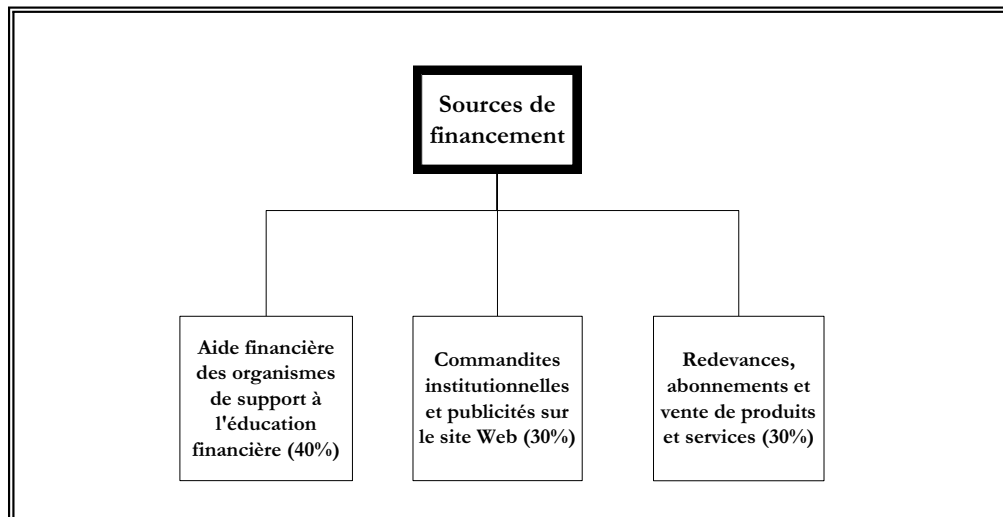 Sources de
financement
Aide financière
des organismes
de support à
l'éducation
financière (40%)
Commandites
institutionnelles
et publicités sur
le site Web (30%)
Redevances,
abonnements et
vente de produits
et services (30%)